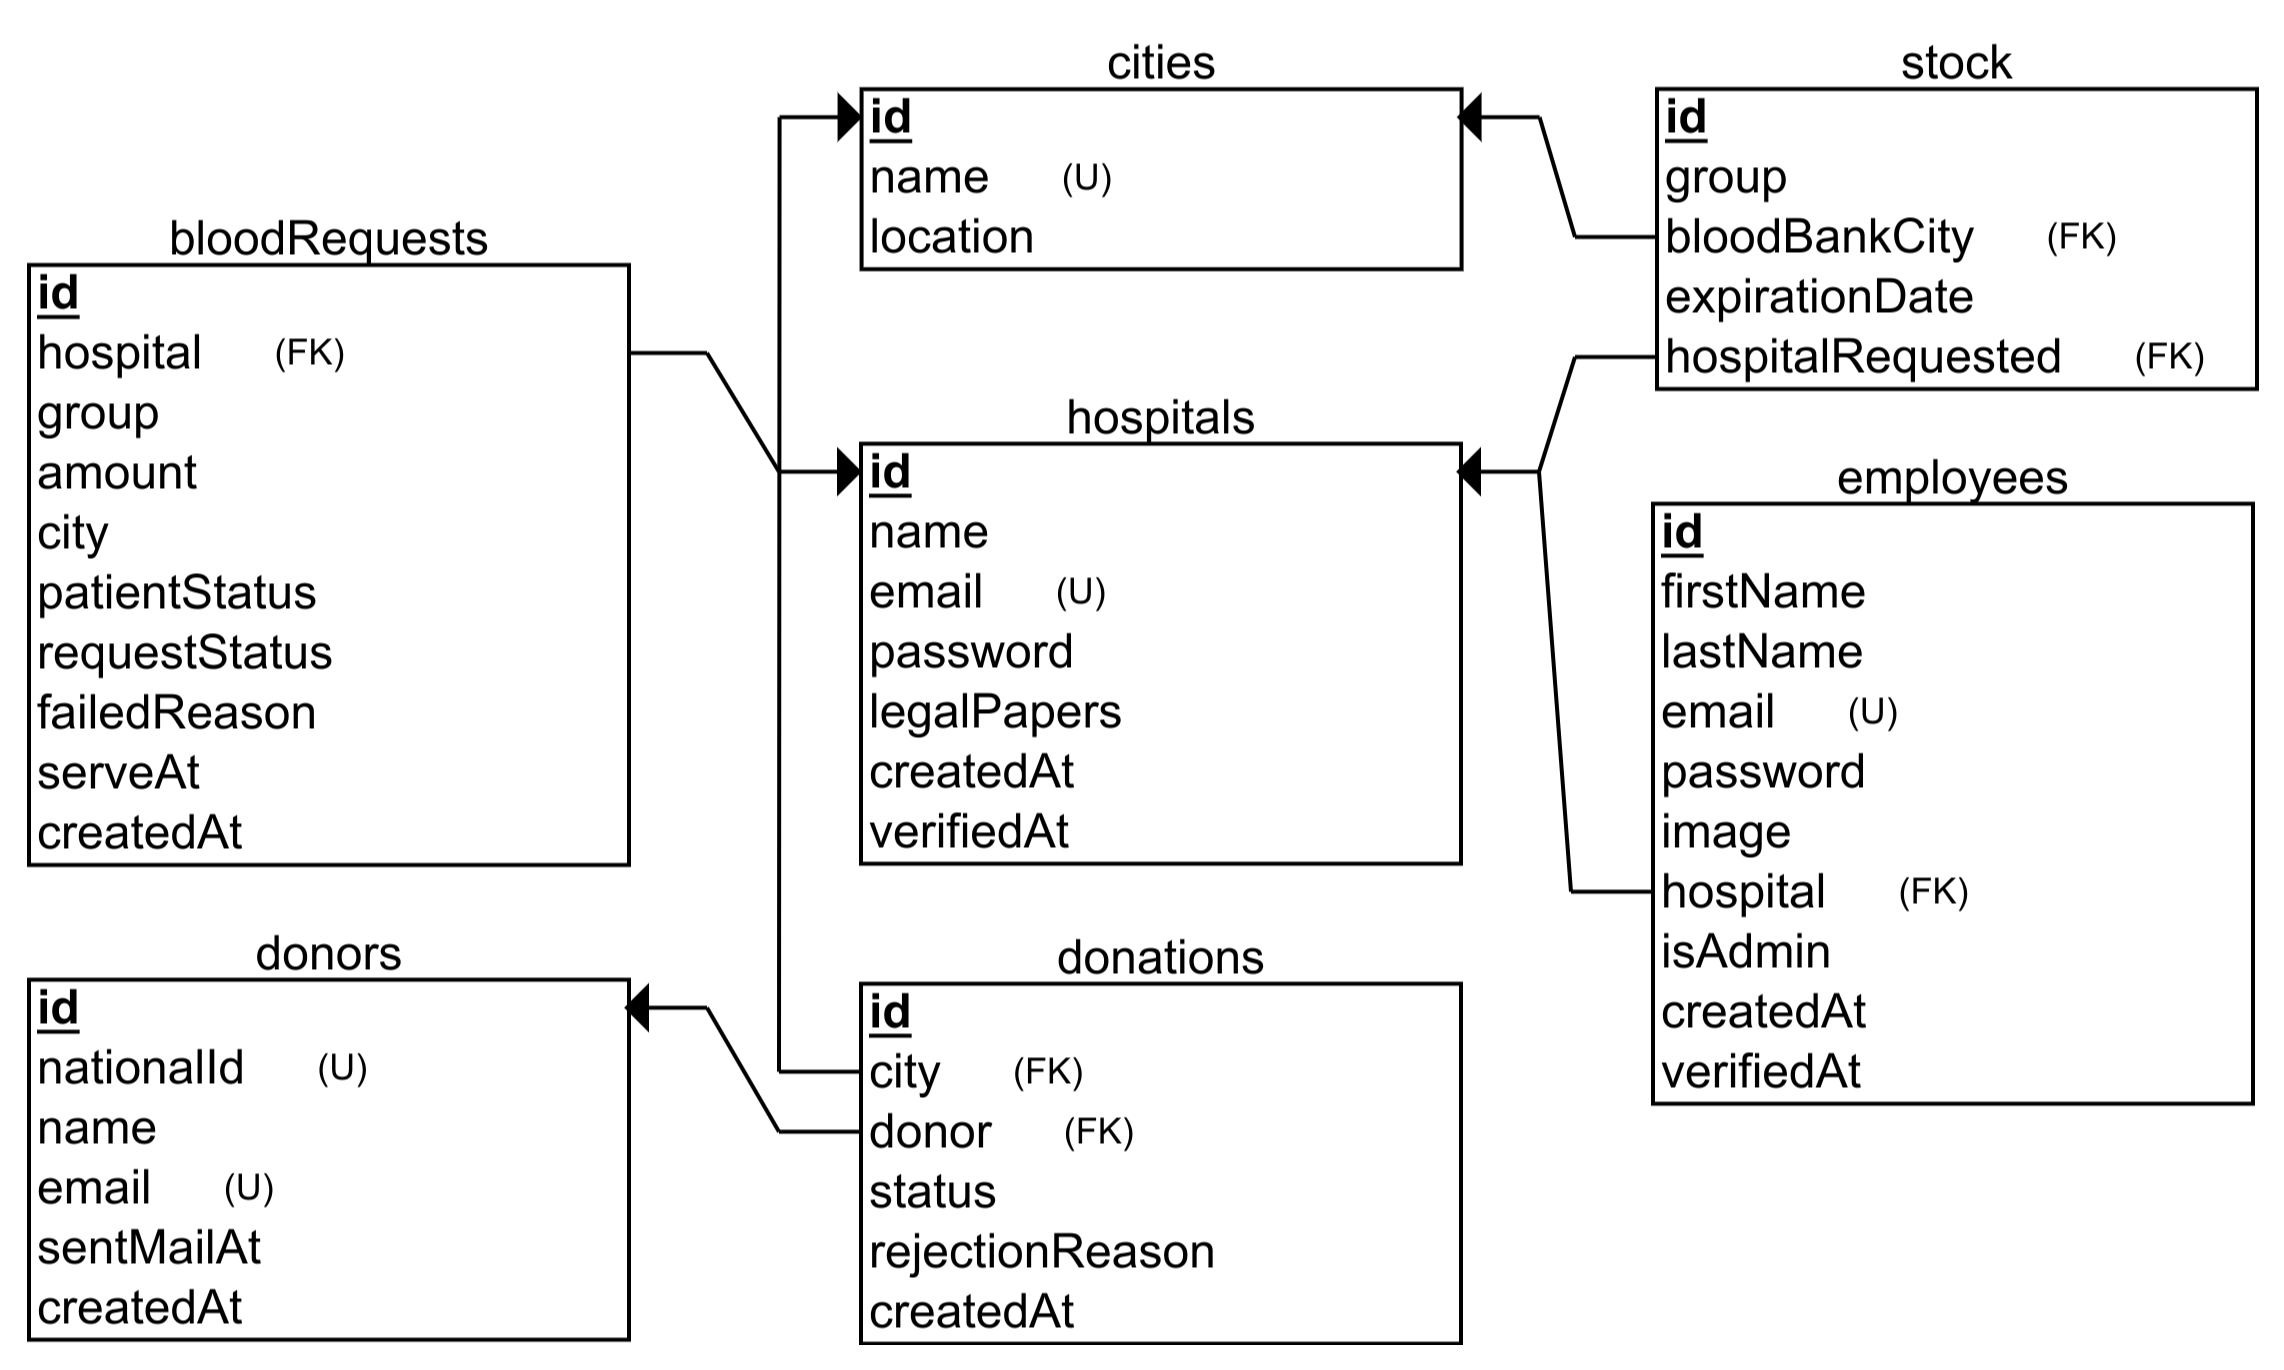 cities
id
name (U)
location
stock
id
group
bloodBankCity (FK)
expirationDate
hospitalRequested (FK)
bloodRequests
id
hospital (FK)
group
amount
city
patientStatus
requestStatus
failedReason
serveAt
createdAt
hospitals
id
name
email (U)
password
legalPapers
createdAt
verifiedAt
employees
id
firstName
lastName
email (U)
password
image
hospital (FK)
isAdmin
createdAt
verifiedAt
donors
id
nationalId (U)
name
email (U)
sentMailAt
createdAt
donations
id
city (FK)
donor (FK)
status
rejectionReason
createdAt